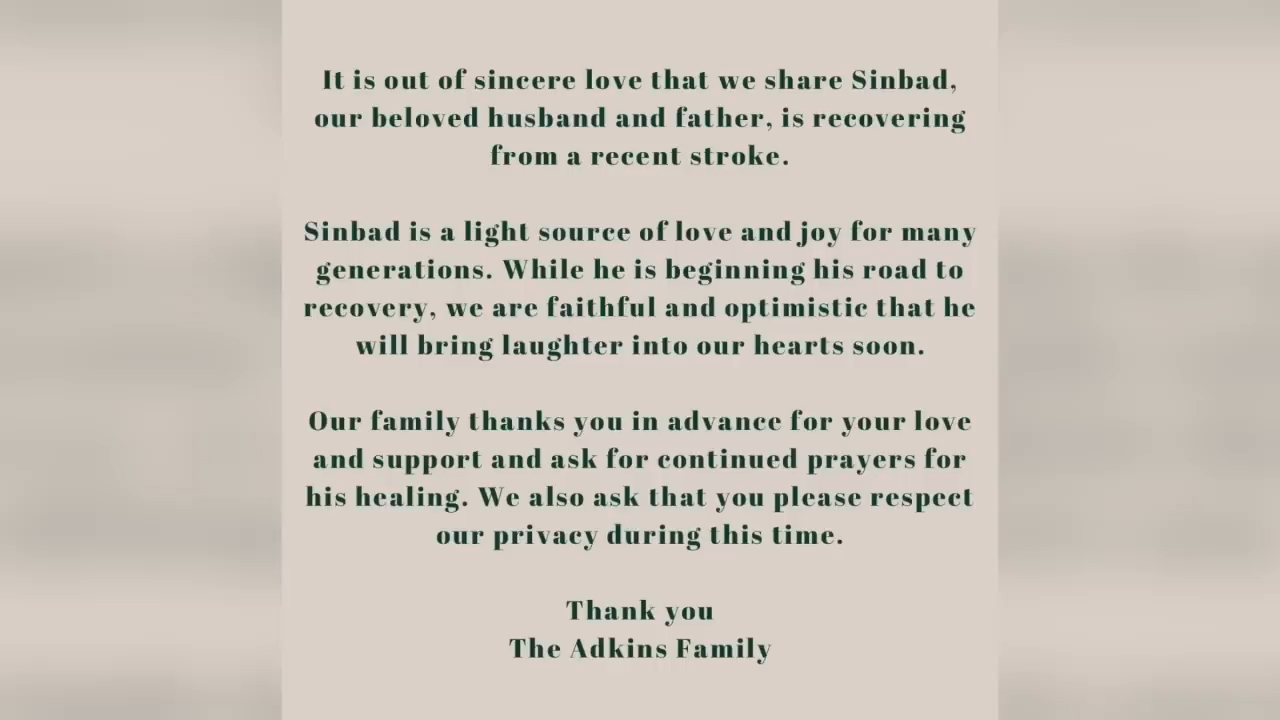 It is out of sincere love that we share Sinbad,
our beloved husband and father, is recovering
from a recent stroke.
Sinbad is a light source of love and joy for many
generations. While he is beginning his road to
recovery, we are faithful and optimistic that he
will bring laughter into our hearts soon.
Our family thanks you in advance for your love
and support and ask for continued prayers for
his healing. We also ask that you please respect
our privacy during this time.
Thank you
The Adkins Family